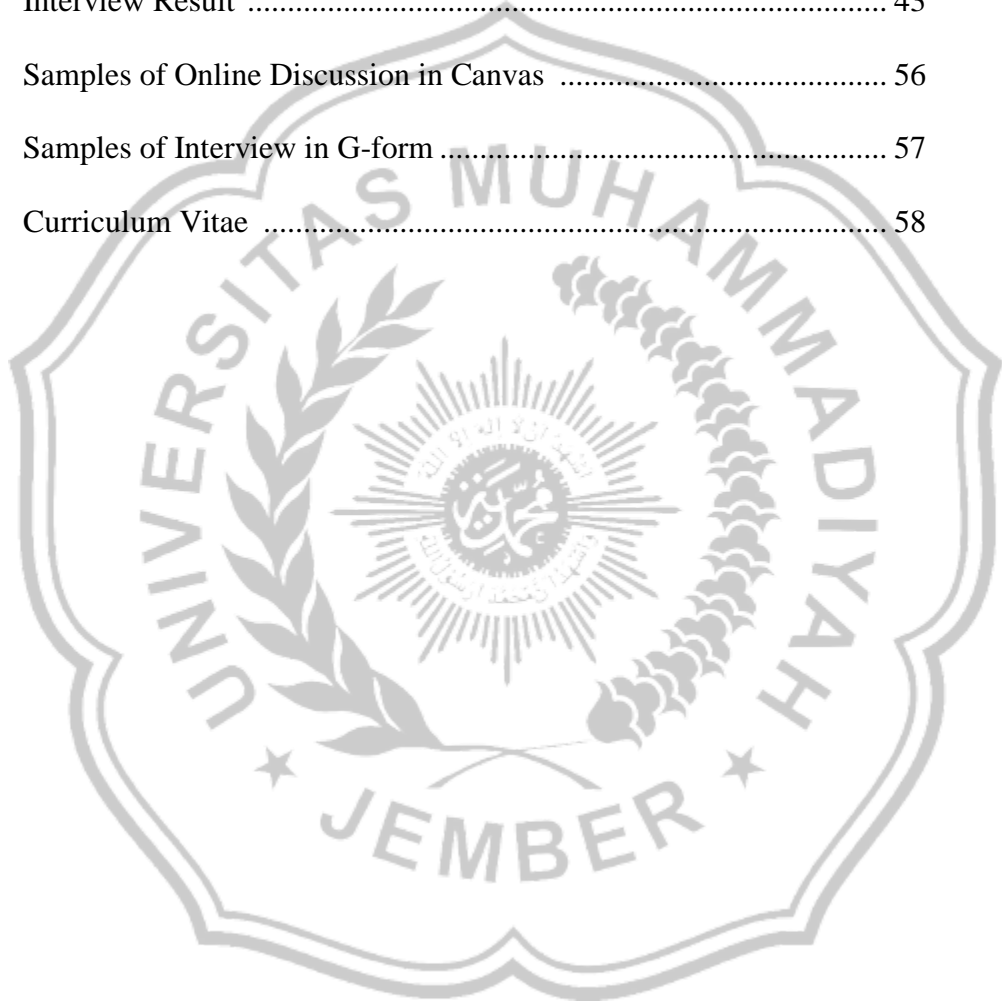 Interview Result ................................................................................ 43
Samples of Online Discussion in Canvas ........................................ 56
Samples of Interview in G-form ....................................................... 57
Curriculum Vitae ............................................................................. 58
UNIVERSITAS MUHAMMADIYAH
JEMBER